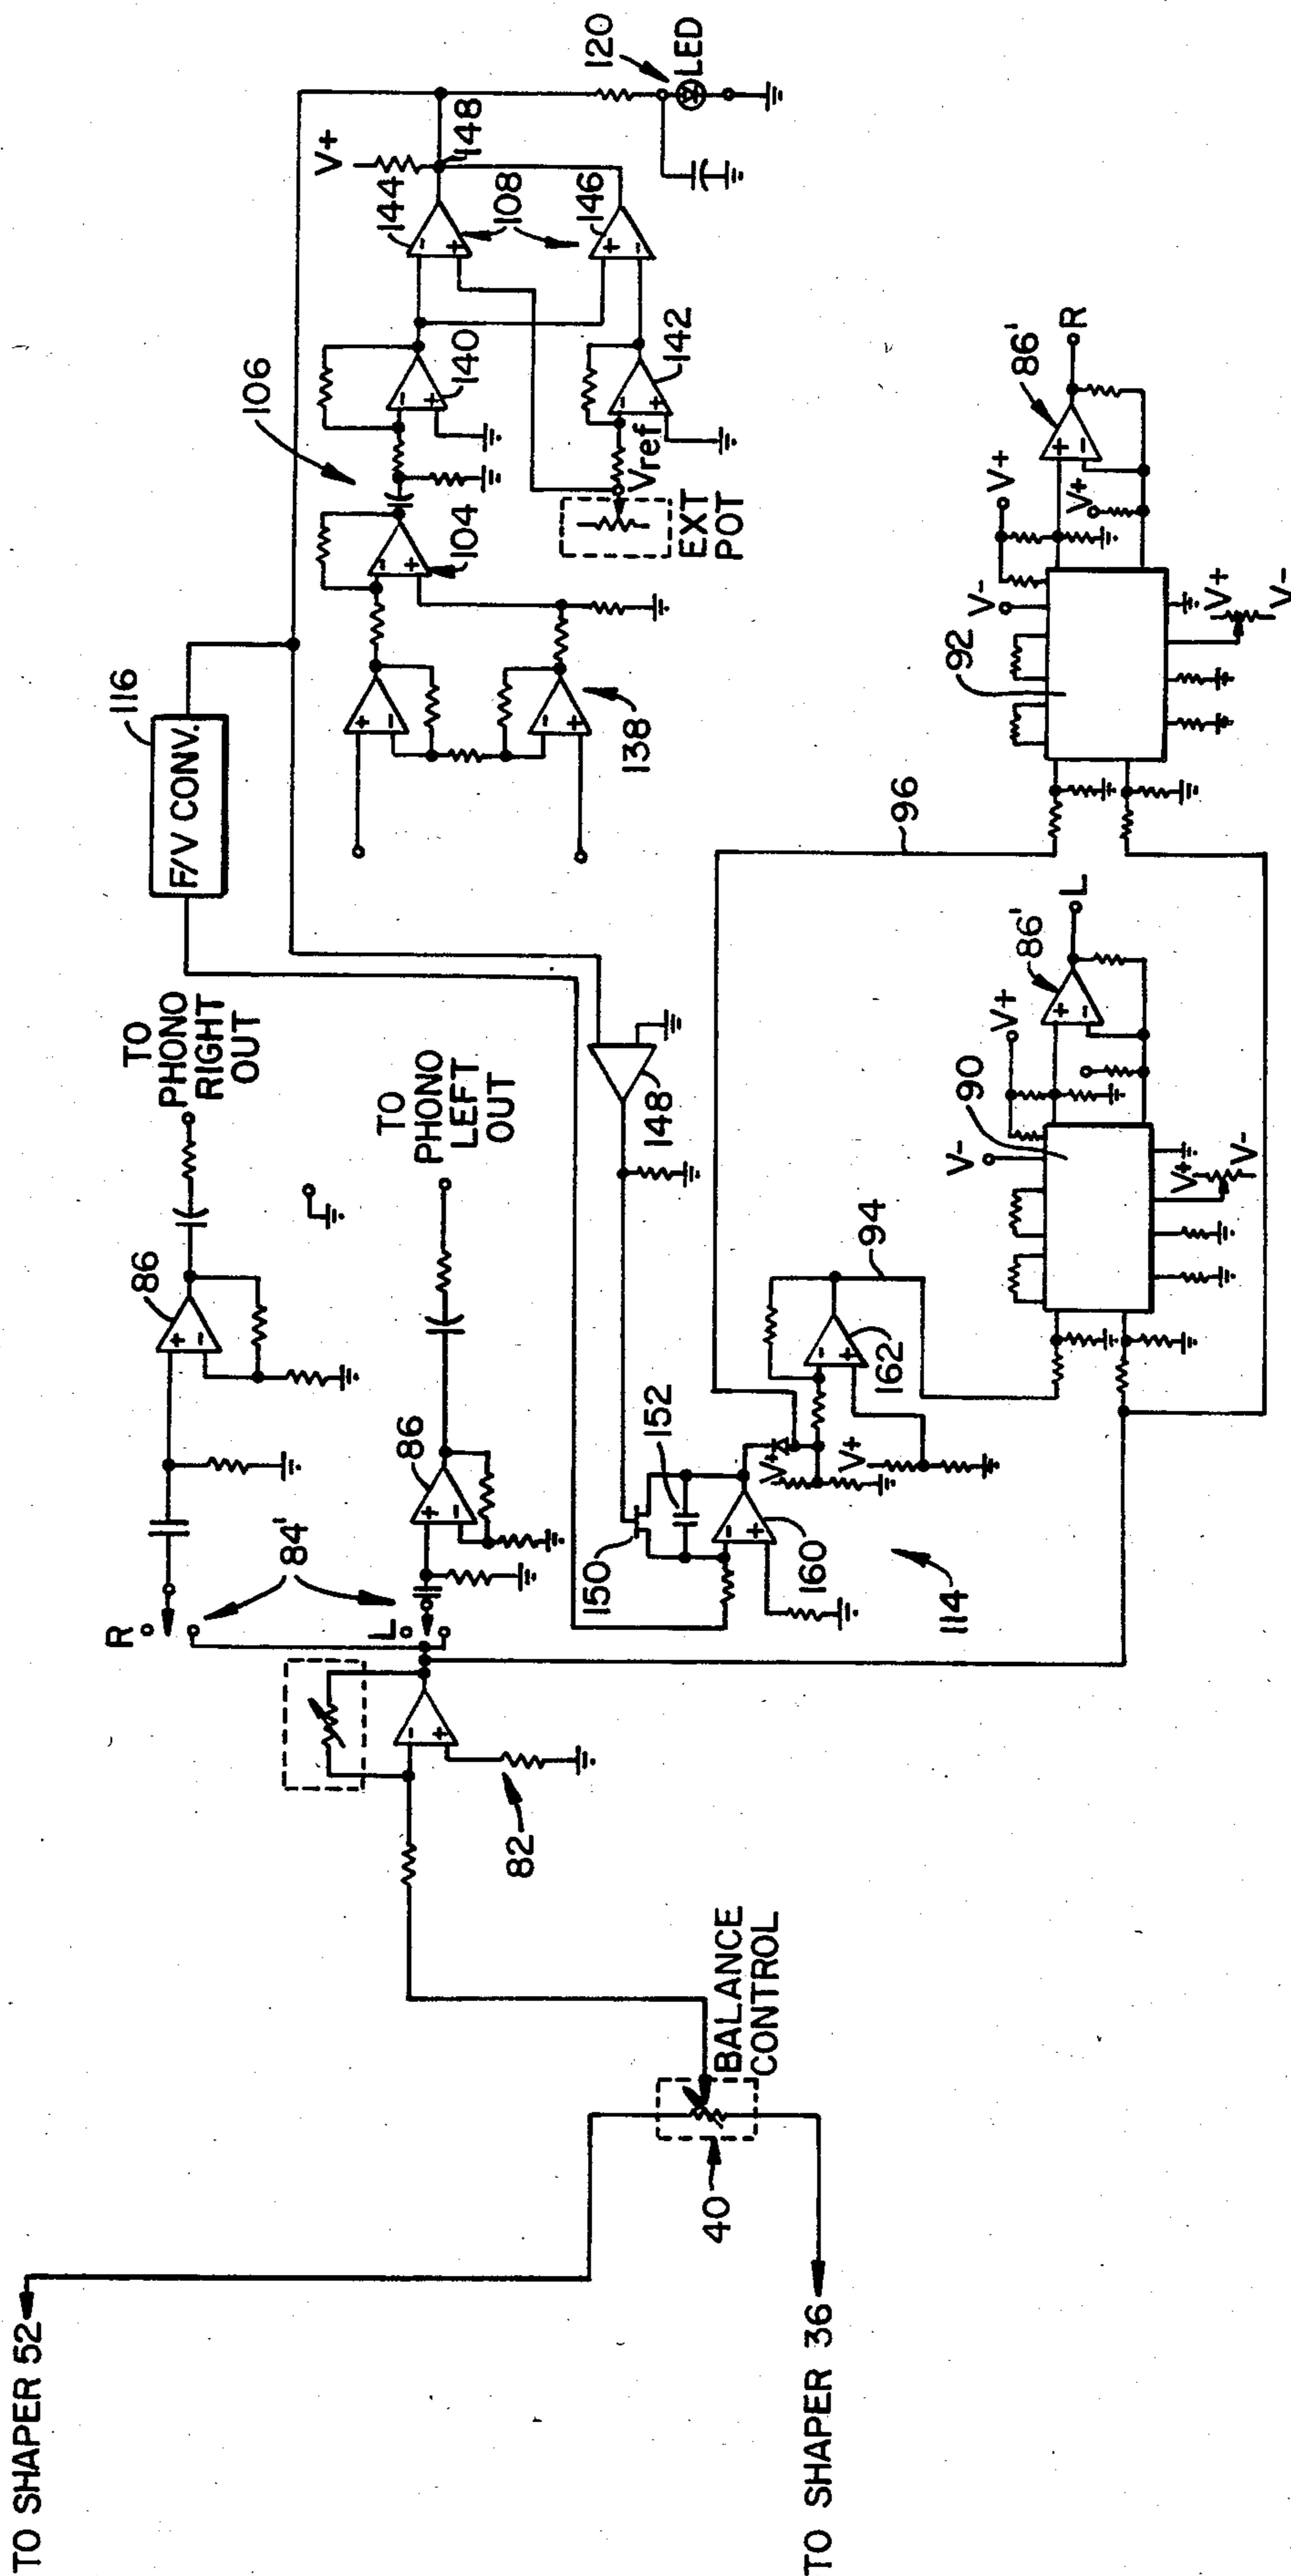 TO SHAPER 52
TO SHAPER 36
40
BALANCE
CONTROL
82
R
L
84'
86
TO
PHONO
RIGHT
OUT
86
TO
PHONO
LEFT
OUT
116
F/V CONV.
138
+
-
-
+
104
-
+
106
140
-
+
142
-
+
Vref
EXT
POT
144
-
+
108
146
+
-
148
V+
120
LED
148
150
152
160
-
+
114
V+
V+
162
-
+
94
96
90
V-
V+
V+
V-
86'
+
-
L
92
V-
V+
V+
V+
V-
86'
+
-
R
+
-
+
-
-
+